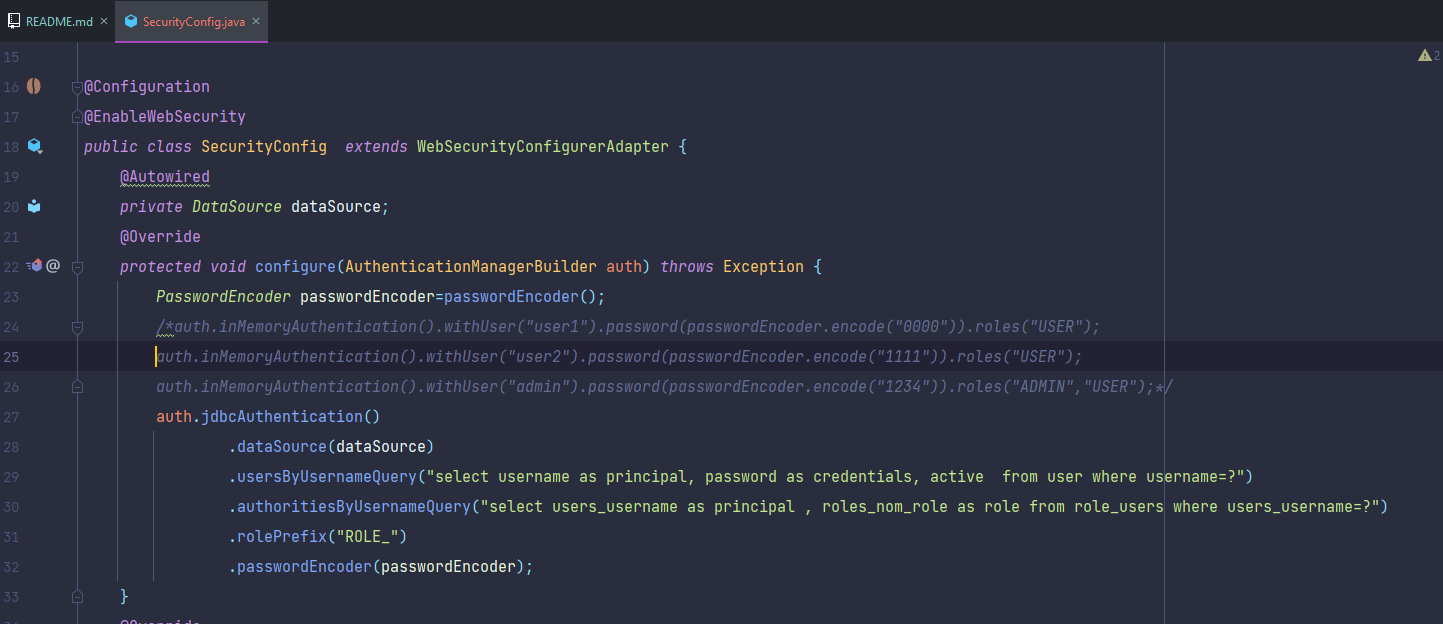 README.md × SecurityConfig.java ×
2
15
16 @Configuration
17 @EnableWebSecurity
18 public class SecurityConfig  extends WebSecurityConfigurerAdapter {
19 @Autowired
20 private DataSource dataSource;
21 @Override
22 @ protected void configure(AuthenticationManagerBuilder auth) throws Exception {
23 PasswordEncoder passwordEncoder=passwordEncoder();
24 /*auth.inMemoryAuthentication().withUser("user1").password(passwordEncoder.encode("0000")).roles("USER");
25 auth.inMemoryAuthentication().withUser("user2").password(passwordEncoder.encode("1111")).roles("USER");
26 auth.inMemoryAuthentication().withUser("admin").password(passwordEncoder.encode("1234")).roles("ADMIN","USER");*/
27 auth.jdbcAuthentication()
28 .dataSource(dataSource)
29 .usersByUsernameQuery("select username as principal, password as credentials, active  from user where username=?")
30 .authoritiesByUsernameQuery("select users_username as principal , roles_nom_role as role from role_users where users_username=?")
31 .rolePrefix("ROLE_")
32 .passwordEncoder(passwordEncoder);
33 }